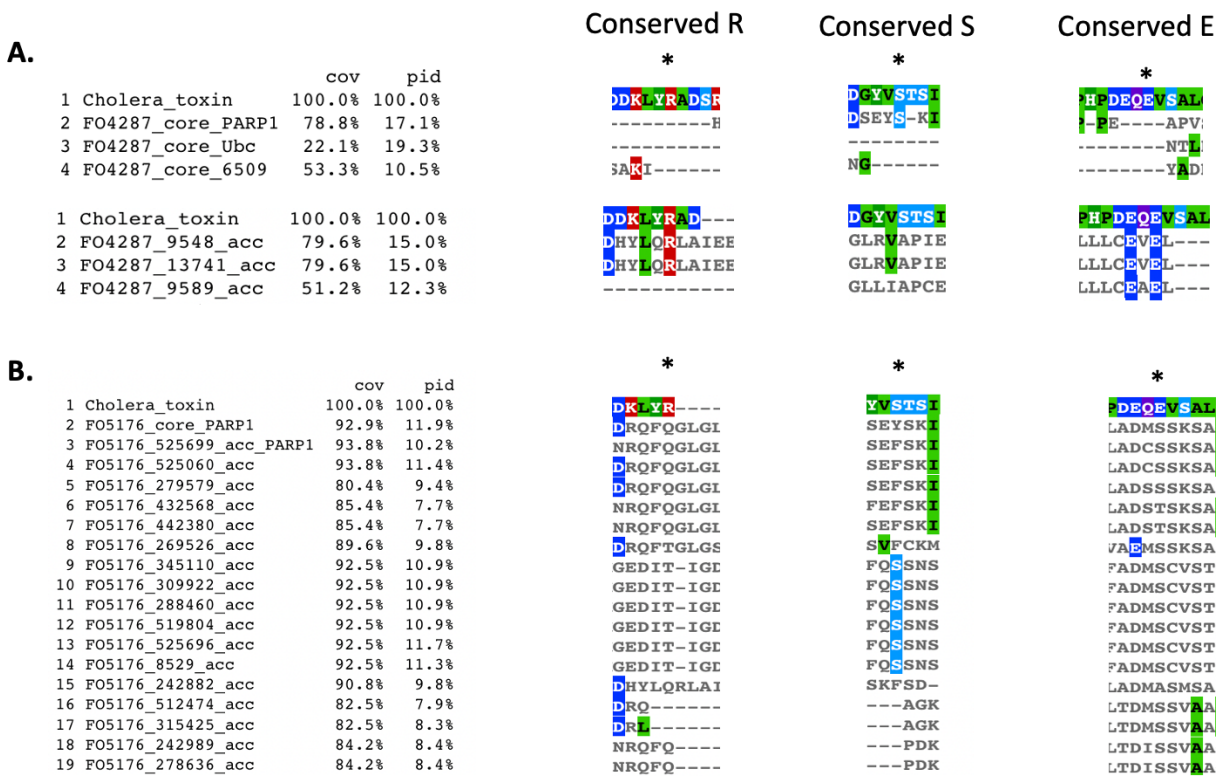 Conserved R Conserved S Conserved E
A.
* * *
cov pid
1 Cholera_toxin 100.0% 100.0% DDKLYRADSR DGYVSTSI PHPDEQEVSAL
2 FO4287_core_PARP1 78.8% 17.1% ---------H DSEYS-KI P-PE----APVS
3 FO4287_core_Ubc 22.1% 19.3% ---------- -------- -------NTL
4 FO4287_core_6509 53.3% 10.5% SAKI------ NG------ -------YAD
1 Cholera_toxin 100.0% 100.0% DDKLYRAD--- DGYVSTSI PHPDEQEVSAL
2 FO4287_9548_acc 79.6% 15.0% DHYLQRLAIEE GLRVAPIE LLLCEVEL---
3 FO4287_13741_acc 79.6% 15.0% DHYLQRLAIEE GLRVAPIE LLLCEVEL---
4 FO4287_9589_acc 51.2% 12.3% ----------- GLLIAPCE LLLCEAEL---
B.
* * *
cov pid
1 Cholera_toxin 100.0% 100.0% DKLYR---- YVSTSI PDEQEVSAL
2 FO5176_core_PARP1 92.9% 11.9% DRQFQGLGL SEYSKI LADMSSKSA
3 FO5176_525699_acc_PARP1 93.8% 10.2% NRQFQGLGL SEFSKI LADCSSKSA
4 FO5176_525060_acc 93.8% 11.4% DRQFQGLGL SEFSKI LADCSSKSA
5 FO5176_279579_acc 80.4% 9.4% DRQFQGLGL SEFSKI LADSSSKSA
6 FO5176_432568_acc 85.4% 7.7% NRQFQGLGL FEFSKI LADSTSKSA
7 FO5176_442380_acc 85.4% 7.7% NRQFQGLGL SEFSKI LADSTSKSA
8 FO5176_269526_acc 89.6% 9.8% DRQFTGLGS SVFCKM VAEMSSKSA
9 FO5176_345110_acc 92.5% 10.9% GEDIT-IGD FQSSNS FADMSCVST
10 FO5176_309922_acc 92.5% 10.9% GEDIT-IGD FQSSNS FADMSCVST
11 FO5176_288460_acc 92.5% 10.9% GEDIT-IGD FQSSNS FADMSCVST
12 FO5176_519804_acc 92.5% 10.9% GEDIT-IGD FQSSNS FADMSCVST
13 FO5176_525696_acc 92.5% 11.7% GEDIT-IGD FQSSNS FADMSCVST
14 FO5176_8529_acc 92.5% 11.3% GEDIT-IGD FQSSNS FADMSCVST
15 FO5176_242882_acc 90.8% 9.8% DHYLQRLAI SKFSD- LADMASMSA
16 FO5176_512474_acc 82.5% 7.9% DRQ------ ---AGK LTDMSSVAA
17 FO5176_315425_acc 82.5% 8.3% DRL------ ---AGK LTDMSSVAA
18 FO5176_242989_acc 84.2% 8.4% NRQFQ---- ---PDK LTDISSVAA
19 FO5176_278636_acc 84.2% 8.4% NRQFQ---- ---PDK LTDISSVAA